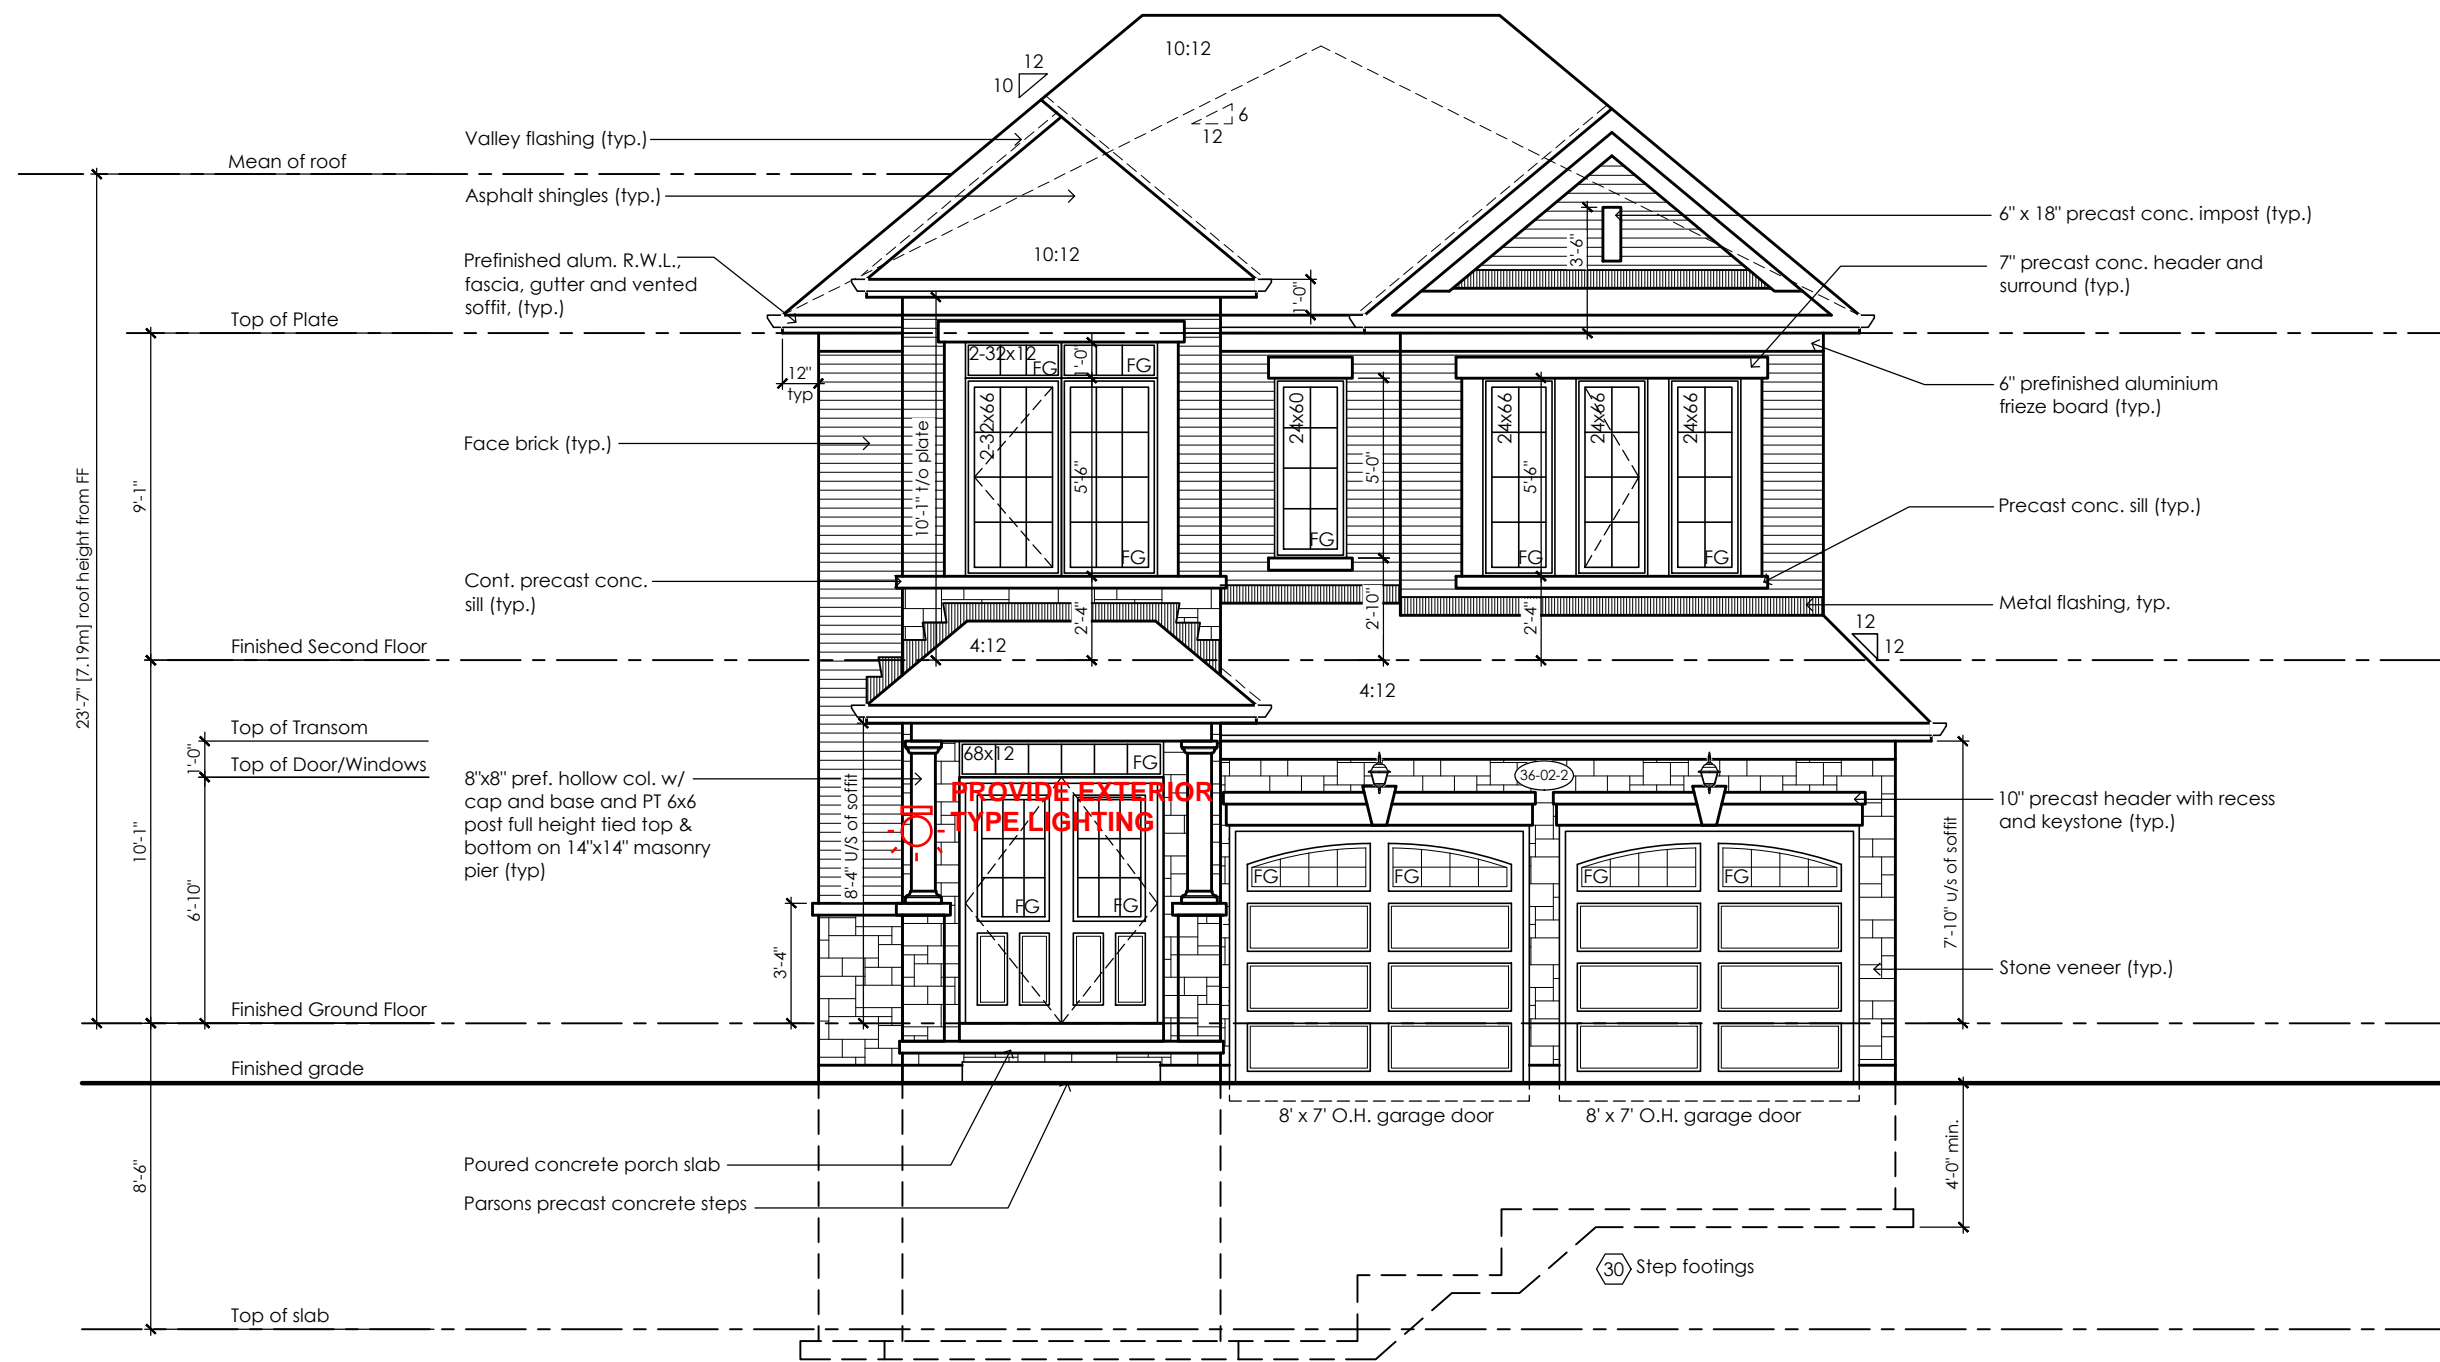 10:12
12
10
6
12
Valley flashing (typ.)
Mean of roof
Asphalt shingles (typ.)
6" x 18" precast conc. impost (typ.)
3'-6"
10:12
Prefinished alum. R.W.L.,
fascia, gutter and vented
soffit, (typ.)
7" precast conc. header and
surround (typ.)
1'-0"
Top of Plate
2-32x12
FG
1'-0"
FG
12"
typ
6" prefinished aluminium
frieze board (typ.)
2-32x66
24x60
24x66
24x66
24x66
Face brick (typ.)
10'-1" t/o plate
5'-6"
5'-0"
5'-6"
9'-1"
23'-7" [7.19m] roof height from FF
Precast conc. sill (typ.)
FG
FG
FG
FG
Cont. precast conc.
sill (typ.)
2'-4"
2'-10"
2'-4"
Metal flashing, typ.
12
12
Finished Second Floor
4:12
4:12
Top of Transom
1'-0"
Top of Door/Windows
68x12
FG
8"x8" pref. hollow col. w/
cap and base and PT 6x6
post full height tied top &
bottom on 14"x14" masonry
pier (typ)
PROVIDE EXTERIOR
TYPE LIGHTING
36-02-2
10" precast header with recess
and keystone (typ.)
8'-4" U/S of soffit
10'-1"
6'-10"
7'-10" u/s of soffit
FG
FG
FG
FG
FG
FG
3'-4"
Stone veneer (typ.)
Finished Ground Floor
Finished grade
8' x 7' O.H. garage door
8' x 7' O.H. garage door
8'-6"
4'-0" min.
Poured concrete porch slab
Parsons precast concrete steps
30
Step footings
Top of slab